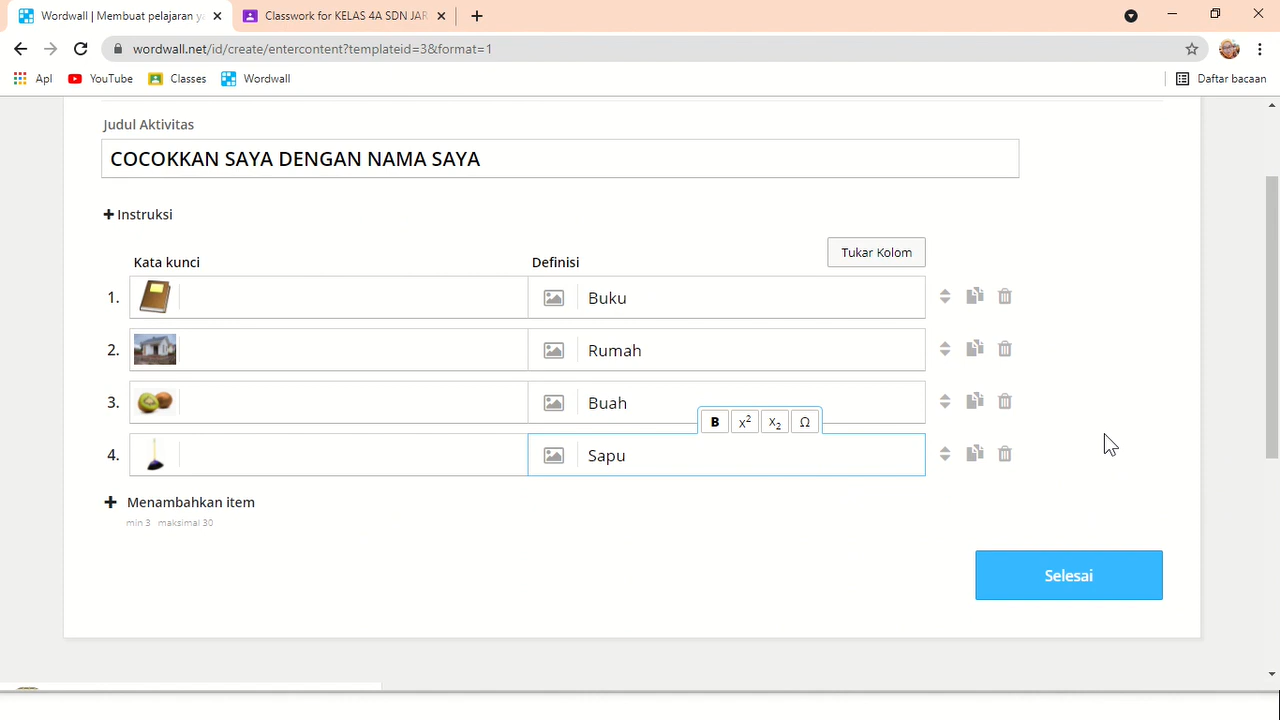 Wordwall | Membuat pelajaran ya
Classwork for KELAS 4A SDN JAR
wordwall.net/id/create/entercontent?templateid=3&format=1
Apl YouTube Classes Wordwall Daftar bacaan
Judul Aktivitas
COCOKKAN SAYA DENGAN NAMA SAYA
+ Instruksi
Tukar Kolom
Kata kunci Definisi
1. Buku
2. Rumah
3. Buah
B x² x₂ Ω
4. Sapu
+ Menambahkan item
min 3 maksimal 30
Selesai